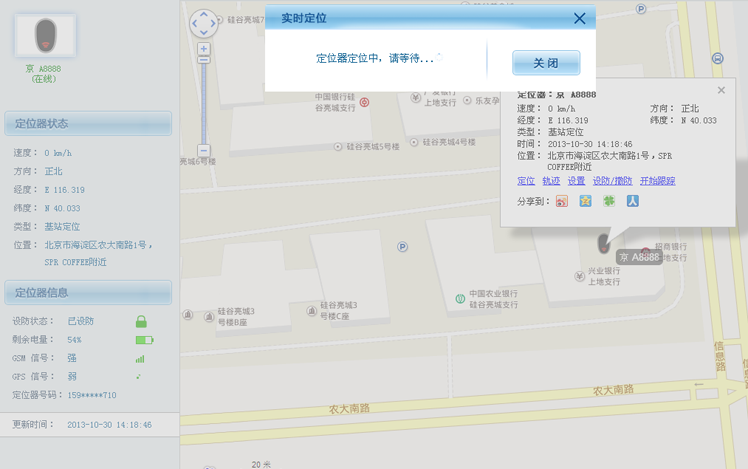 实时定位
定位器定位中，请等待...
关 闭
京 A8888
(在线)
定位器状态
速度： 0 km/h
方向： 正北
经度： E 116.319
纬度： N 40.033
类型： 基站定位
位置： 北京市海淀区农大南路1号，
SPR COFFEE附近
定位器信息
设防状态： 已设防
剩余电量： 54%
GSM 信号： 强
GPS 信号： 弱
定位器号码：159*****710
更新时间： 2013-10-30 14:18:46
硅谷亮城7
中国银行硅
谷亮城支行
广发银行
上地支行
乐友孕
硅谷亮城5号楼
硅谷亮城4号楼
亮城6号楼
定位器：京 A8888
速度： 0 km/h 方向： 正北
经度： E 116.319 纬度： N 40.033
类型： 基站定位
时间： 2013-10-30 14:18:46
位置： 北京市海淀区农大南路1号，SPR
COFFEE附近
定位 轨迹 设置 设防/撤防 开始跟踪
分享到：
P
P
招商银行
上地支行
京 A8888
兴业银行
上地支行
中国农业银行
硅谷亮城支行
硅谷亮城3
号楼B座
硅谷亮城3
号楼C座
信息路
信息路
农大南路
农大南路
20 米